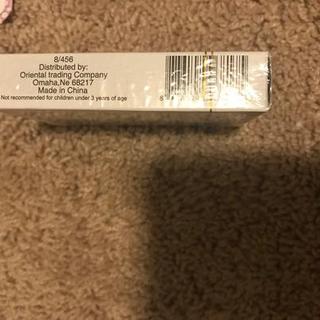 8/456
Distributed by:
Oriental trading Company
Omaha,Ne 68217
Made in China
Not recommended for children under 3 years of age